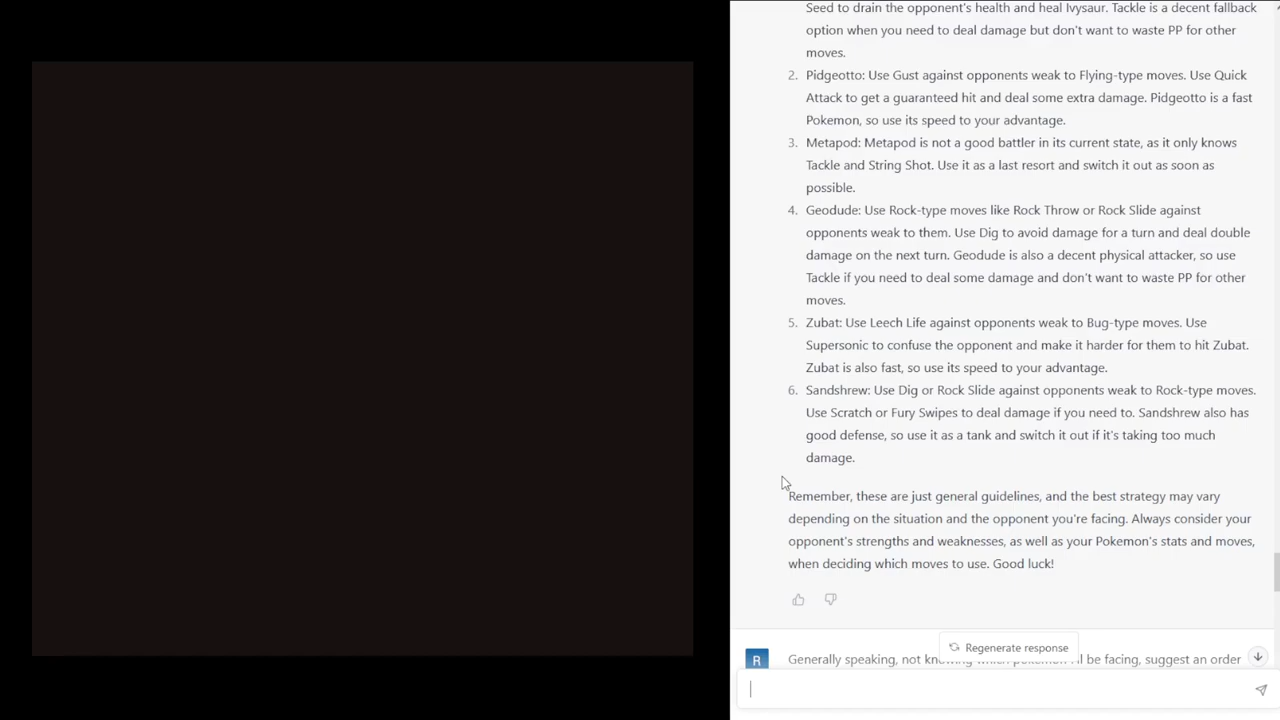 Seed to drain the opponent's health and heal Ivysaur. Tackle is a decent fallback
option when you need to deal damage but don't want to waste PP for other
moves.
2. Pidgeotto: Use Gust against opponents weak to Flying-type moves. Use Quick
Attack to get a guaranteed hit and deal some extra damage. Pidgeotto is a fast
Pokemon, so use its speed to your advantage.
3. Metapod: Metapod is not a good battler in its current state, as it only knows
Tackle and String Shot. Use it as a last resort and switch it out as soon as
possible.
4. Geodude: Use Rock-type moves like Rock Throw or Rock Slide against
opponents weak to them. Use Dig to avoid damage for a turn and deal double
damage on the next turn. Geodude is also a decent physical attacker, so use
Tackle if you need to deal some damage and don't want to waste PP for other
moves.
5. Zubat: Use Leech Life against opponents weak to Bug-type moves. Use
Supersonic to confuse the opponent and make it harder for them to hit Zubat.
Zubat is also fast, so use its speed to your advantage.
6. Sandshrew: Use Dig or Rock Slide against opponents weak to Rock-type moves.
Use Scratch or Fury Swipes to deal damage if you need to. Sandshrew also has
good defense, so use it as a tank and switch it out if it's taking too much
damage.
Remember, these are just general guidelines, and the best strategy may vary
depending on the situation and the opponent you're facing. Always consider your
opponent's strengths and weaknesses, as well as your Pokemon's stats and moves,
when deciding which moves to use. Good luck!
Regenerate response
R
Generally speaking, not knowing which pokemon I'll be facing, suggest an order